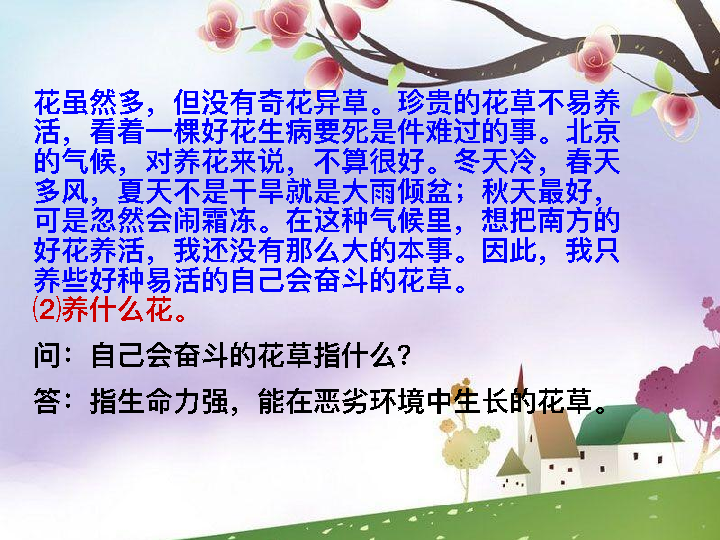 花虽然多，但没有奇花异草。珍贵的花草不易养
活，看着一棵好花生病要死是件难过的事。北京
的气候，对养花来说，不算很好。冬天冷，春天
多风，夏天不是干旱就是大雨倾盆；秋天最好，
可是忽然会闹霜冻。在这种气候里，想把南方的
好花养活，我还没有那么大的本事。因此，我只
养些好种易活的自己会奋斗的花草。
⑵养什么花。
问：自己会奋斗的花草指什么？
答：指生命力强，能在恶劣环境中生长的花草。